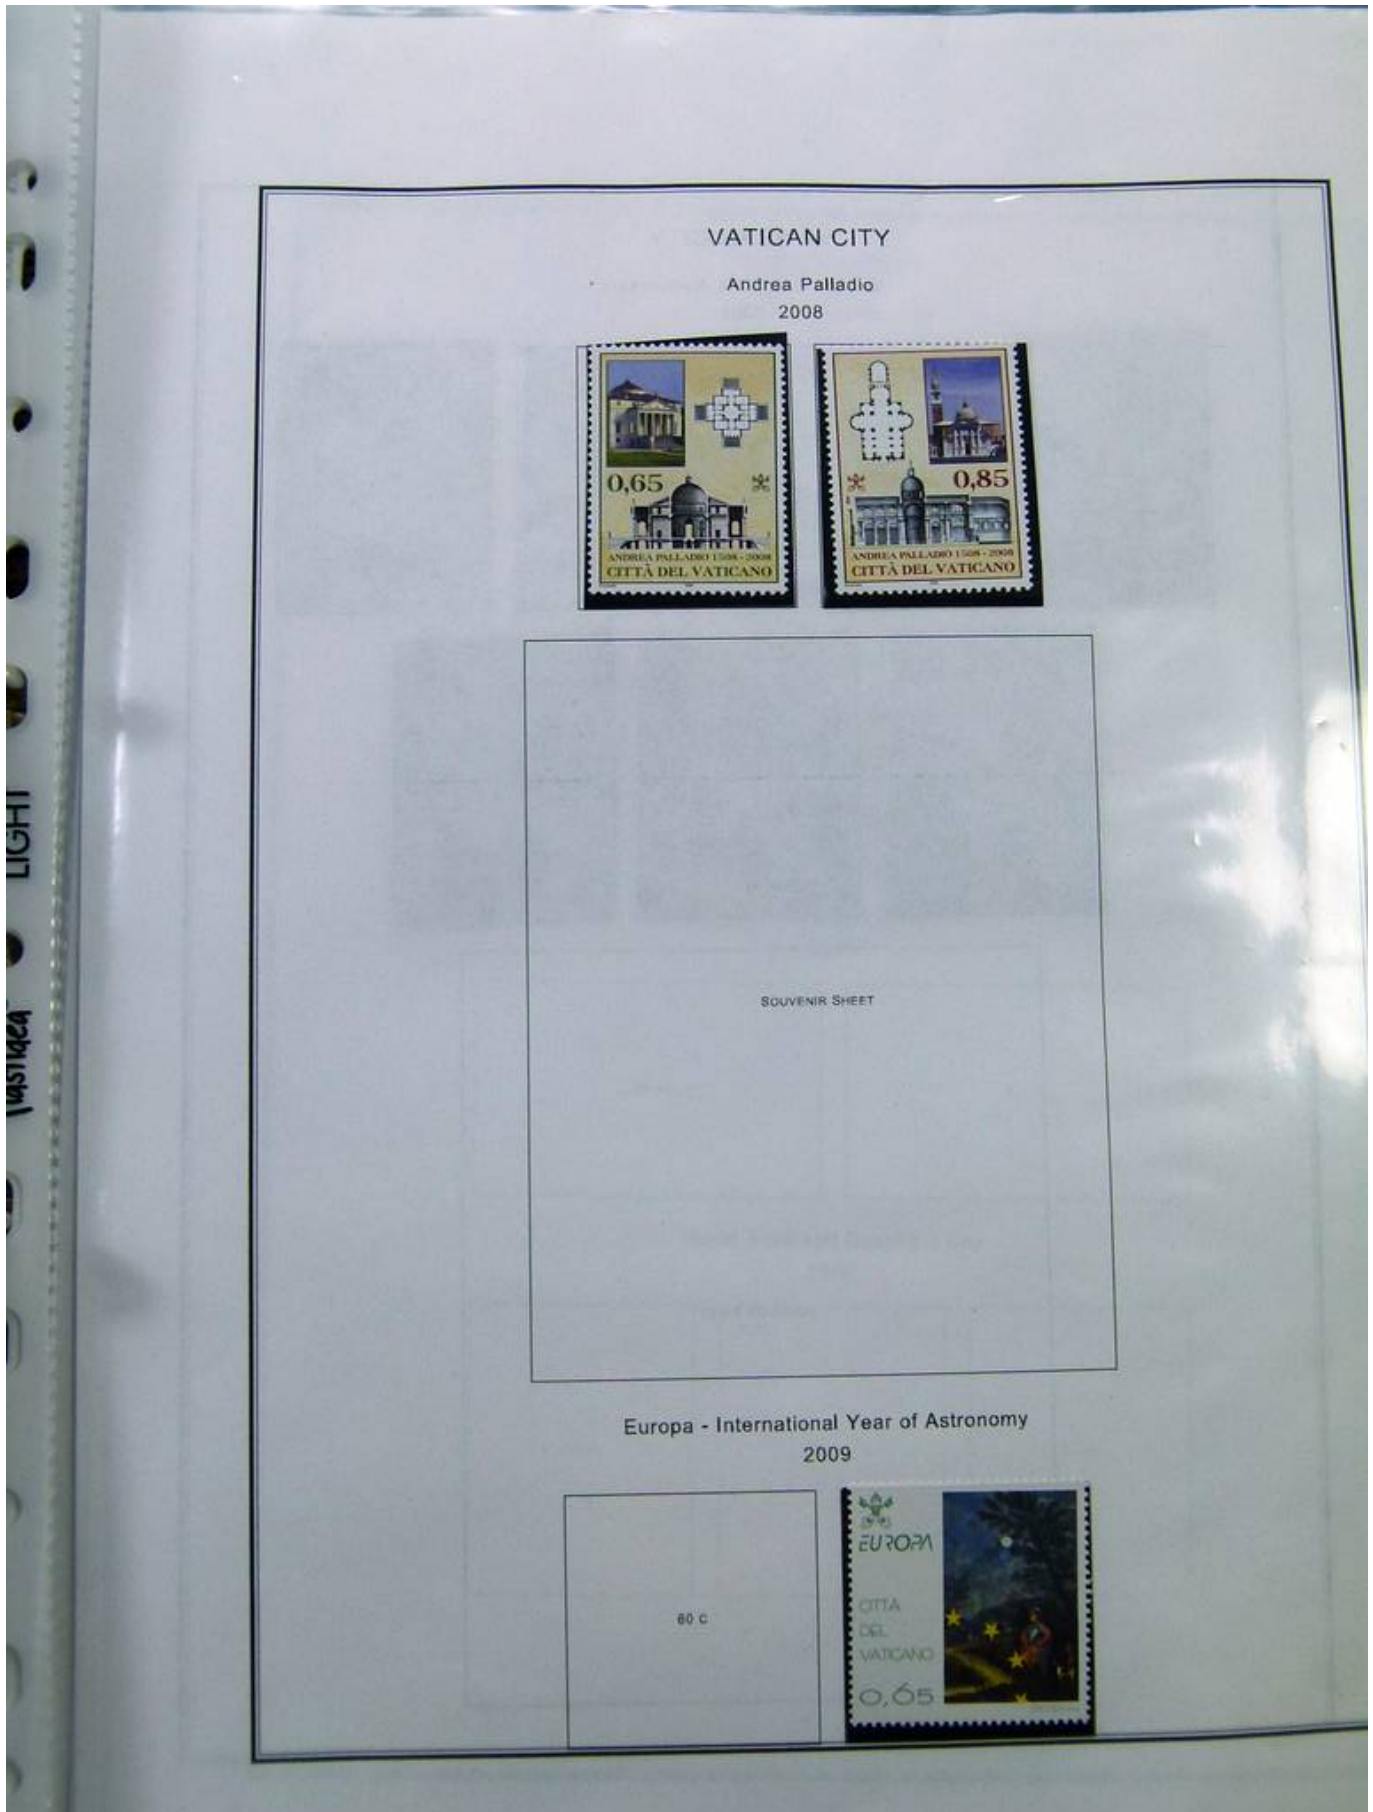 VATICAN CITY
Andrea Palladio
2008
0,65
ANDREA PALLADIO 1508 - 2008
CITTÀ DEL VATICANO
0,85
ANDREA PALLADIO 1508 - 2008
CITTÀ DEL VATICANO
SOUVENIR SHEET
Europa - International Year of Astronomy
2009
60 C
EUROPA
CITTA
DEL
VATICANO
0,65
LIGHT